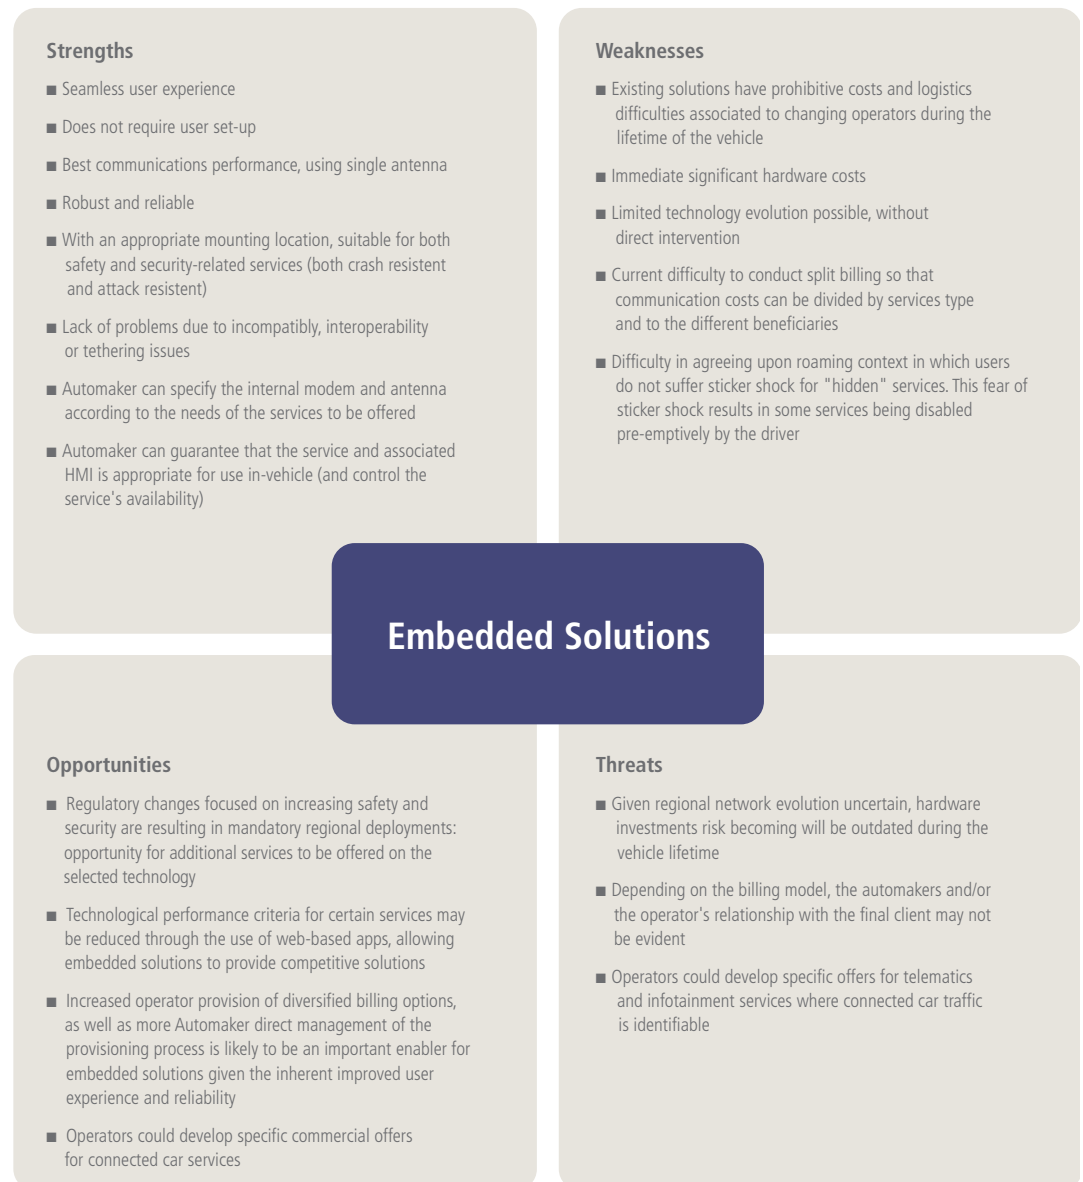 Strengths
■ Seamless user experience
■ Does not require user set-up
■ Best communications performance, using single antenna
■ Robust and reliable
■ With an appropriate mounting location, suitable for both
safety and security-related services (both crash resistent
and attack resistent)
■ Lack of problems due to incompatibly, interoperability
or tethering issues
■ Automaker can specify the internal modem and antenna
according to the needs of the services to be offered
■ Automaker can guarantee that the service and associated
HMI is appropriate for use in-vehicle (and control the
service's availability)
Weaknesses
■ Existing solutions have prohibitive costs and logistics
difficulties associated to changing operators during the
lifetime of the vehicle
■ Immediate significant hardware costs
■ Limited technology evolution possible, without
direct intervention
■ Current difficulty to conduct split billing so that
communication costs can be divided by services type
and to the different beneficiaries
■ Difficulty in agreeing upon roaming context in which users
do not suffer sticker shock for "hidden" services. This fear of
sticker shock results in some services being disabled
pre-emptively by the driver
Embedded Solutions
Opportunities
■ Regulatory changes focused on increasing safety and
security are resulting in mandatory regional deployments:
opportunity for additional services to be offered on the
selected technology
■ Technological performance criteria for certain services may
be reduced through the use of web-based apps, allowing
embedded solutions to provide competitive solutions
■ Increased operator provision of diversified billing options,
as well as more Automaker direct management of the
provisioning process is likely to be an important enabler for
embedded solutions given the inherent improved user
experience and reliability
■ Operators could develop specific commercial offers
for connected car services
Threats
■ Given regional network evolution uncertain, hardware
investments risk becoming will be outdated during the
vehicle lifetime
■ Depending on the billing model, the automakers and/or
the operator's relationship with the final client may not
be evident
■ Operators could develop specific offers for telematics
and infotainment services where connected car traffic
is identifiable